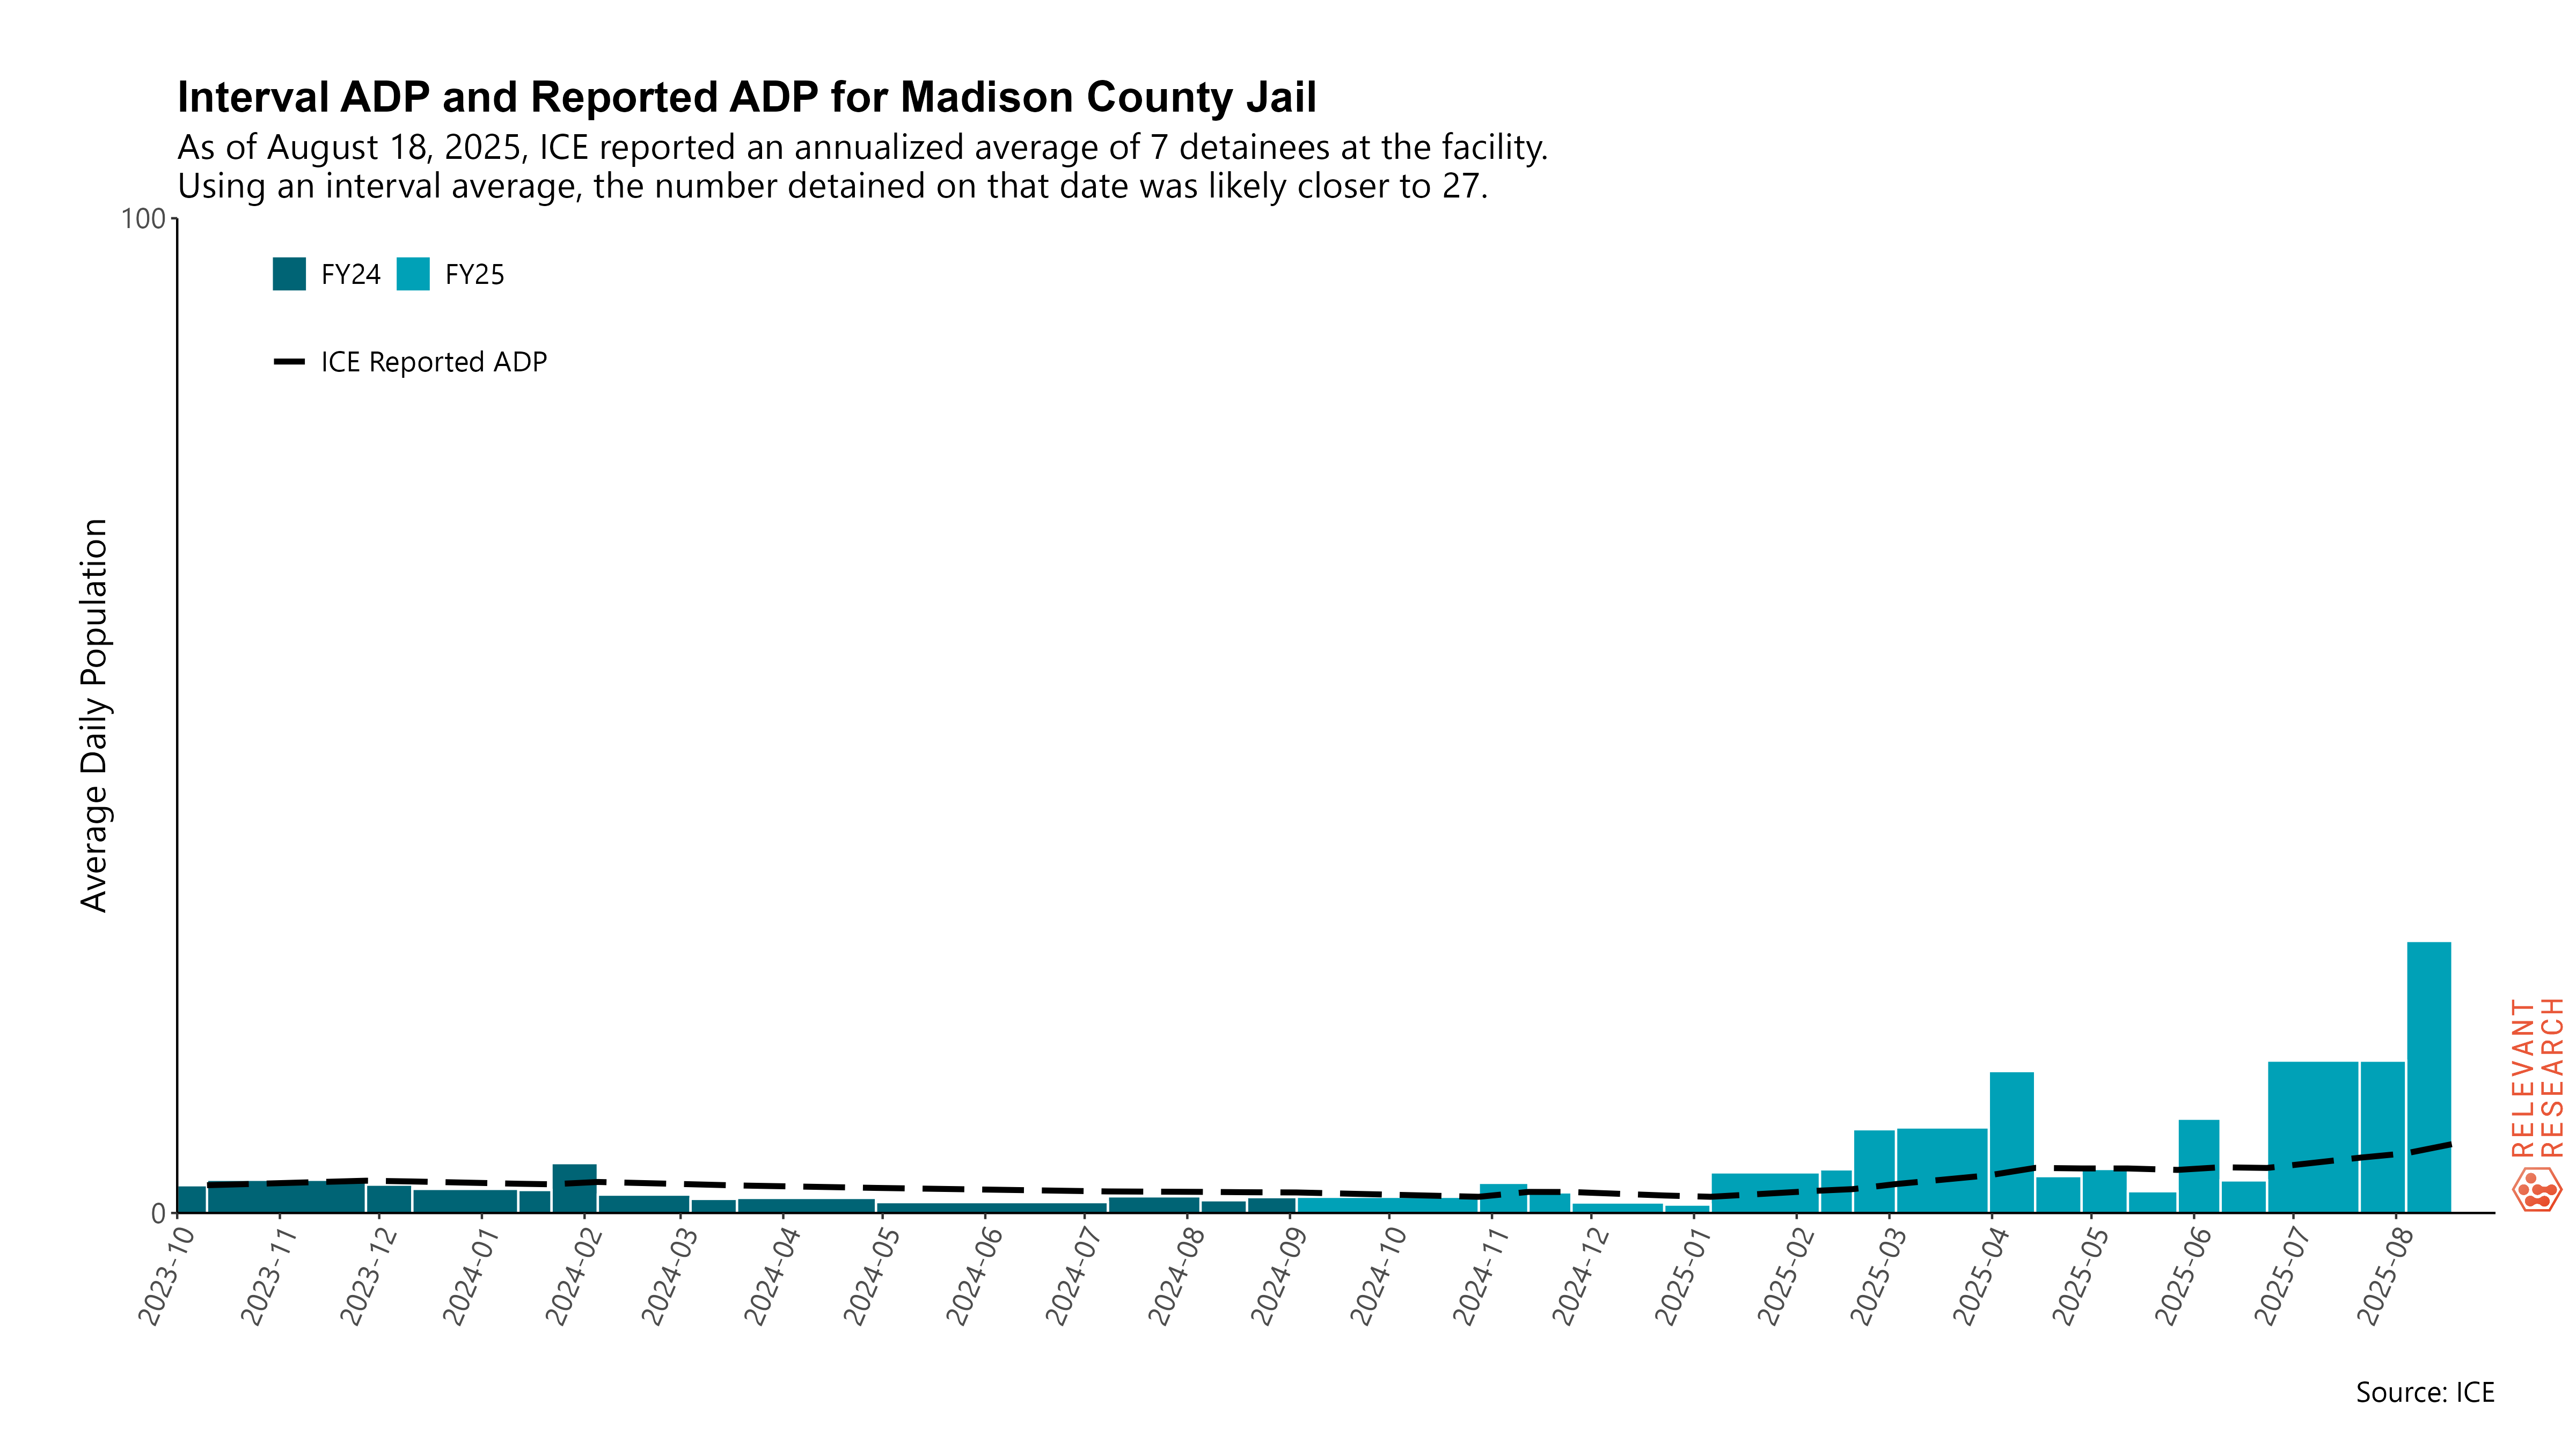 Interval ADP and Reported ADP for Madison County Jail
As of August 18, 2025, ICE reported an annualized average of 7 detainees at the facility.
Using an interval average, the number detained on that date was likely closer to 27.
100
FY24 FY25
ICE Reported ADP
Average Daily Population
0
2023-10 2023-11 2023-12 2024-01 2024-02 2024-03 2024-04 2024-05 2024-06 2024-07 2024-08 2024-09 2024-10 2024-11 2024-12 2025-01 2025-02 2025-03 2025-04 2025-05 2025-06 2025-07 2025-08
RELEVANT
RESEARCH
Source: ICE